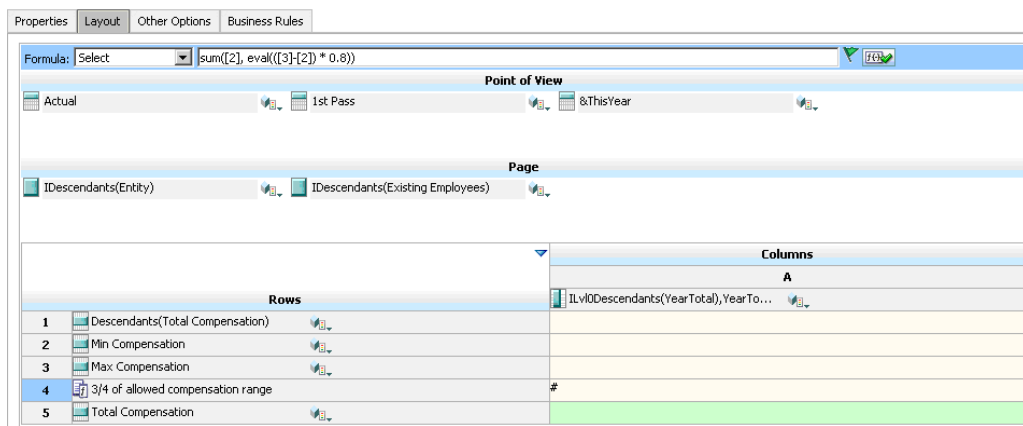 Properties Layout Other Options Business Rules
Formula: Select sum([2], eval(([3]-[2]) * 0.8)) f(x)
Point of View
Actual 1st Pass &ThisYear
Page
IDescendants(Entity) IDescendants(Existing Employees)
Columns
A
Rows ILvl0Descendants(YearTotal),YearTo...
1 Descendants(Total Compensation)
2 Min Compensation
3 Max Compensation
4 3/4 of allowed compensation range #
5 Total Compensation